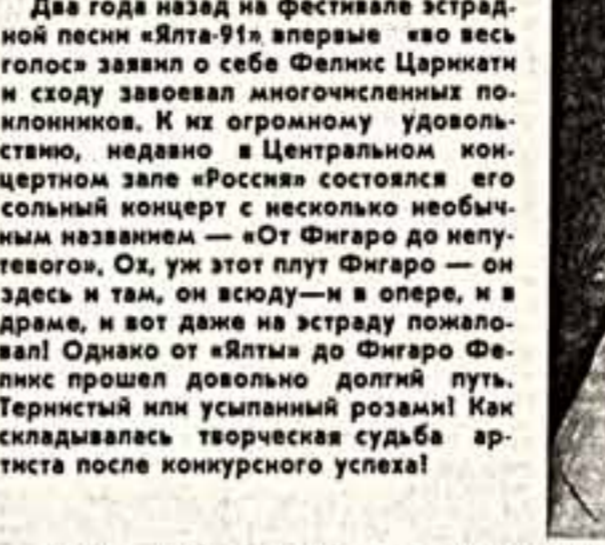 Два года назад на фестивале эстрад-
ной песни «Ялта-91» впервые «во весь
голос» заявил о себе Феликс Царикати
и сходу завоевал многочисленных по-
клонников. К их огромному удоволь-
ствию, недавно в Центральном кон-
цертном зале «Россия» состоялся его
сольный концерт с несколько необыч-
ным названием — «От Фигаро до непу-
тевого». Ох, уж этот плут Фигаро — он
здесь и там, он всюду—и в опере, и в
драме, и вот даже на эстраду пожало-
вал! Однако от «Ялты» до Фигаро Фе-
ликс прошел довольно долгий путь.
Тернистый или усыпанный розами! Как
складывалась творческая судьба ар-
тиста после конкурсного успеха!